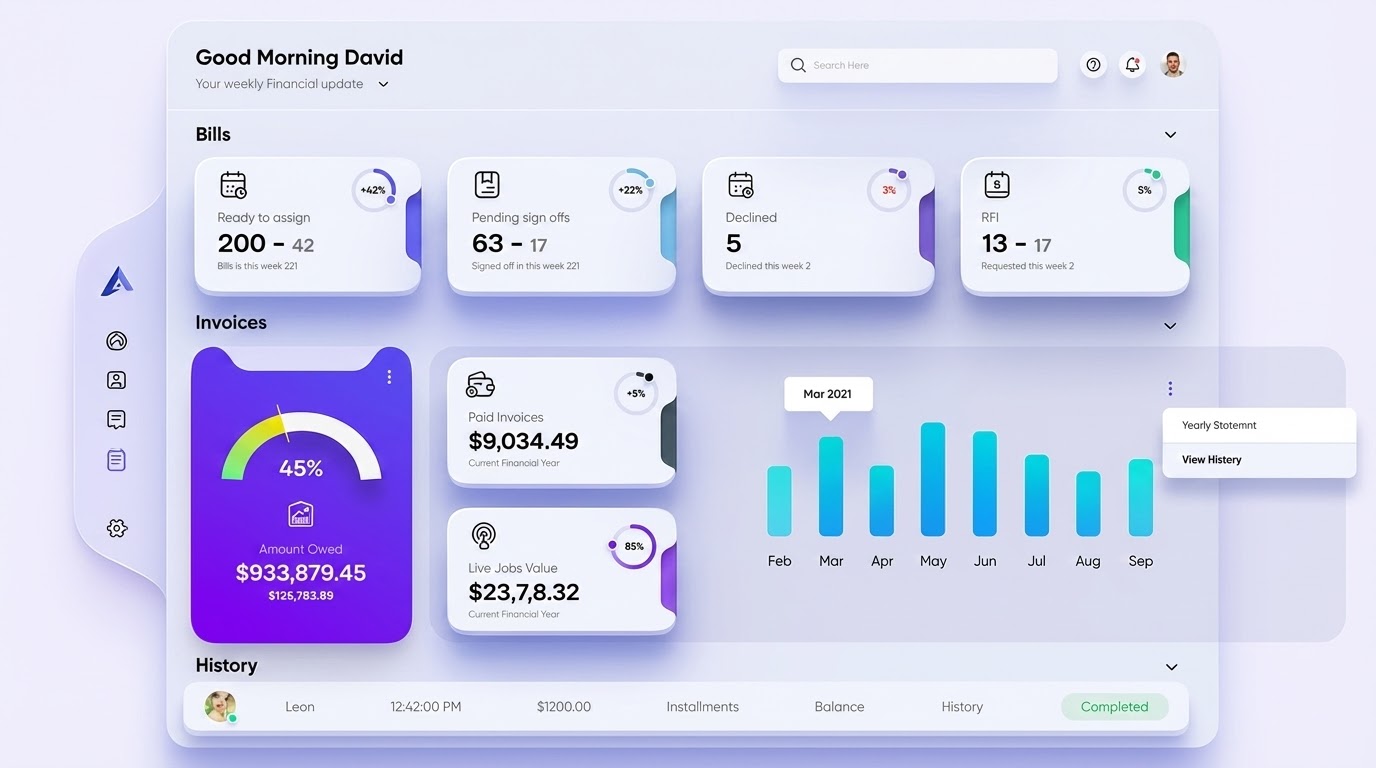 Good Morning David
Your weekly Financial update
Search Here
Bills
+42%
Ready to assign
200 - 42
Bills is this week 221
+22%
Pending sign offs
63 - 17
Signed off in this week 221
3%
Declined
5
Declined this week 2
S
S%
RFI
13 - 17
Requested this week 2
Invoices
45%
Amount Owed
$933,879.45
$125,783.89
+5%
Paid Invoices
$9,034.49
Current Financial Year
85%
Live Jobs Value
$23,7,8.32
Current Financial Year
Mar 2021
Feb Mar Apr May Jun Jul Aug Sep
Yearly Stotemnt
View Histery
History
Leon 12:42:00 PM $1200.00 Installments Balance History Completed